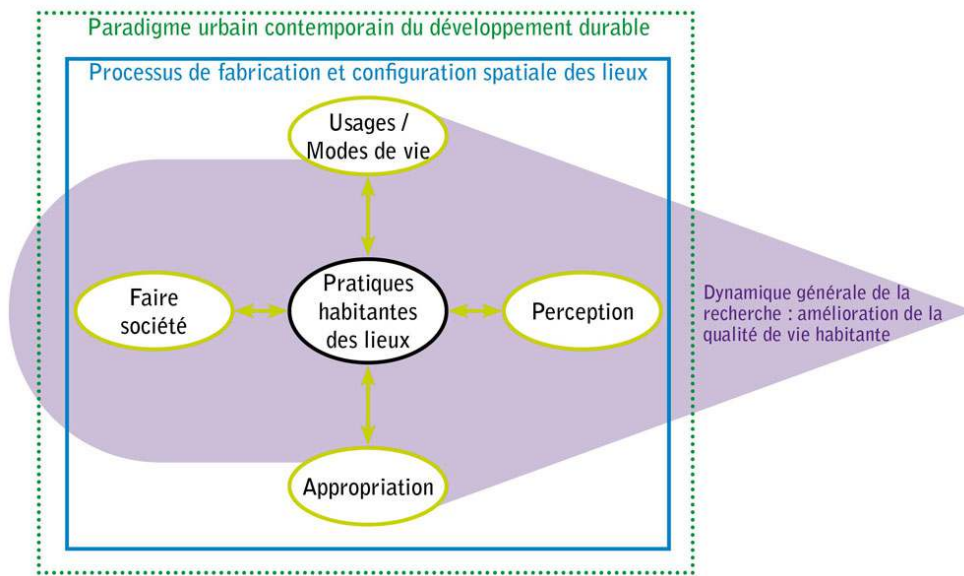 Paradigme urbain contemporain du développement durable
Processus de fabrication et configuration spatiale des lieux
Usages /
Modes de vie
Faire
société
Pratiques
habitantes
des lieux
Perception
Dynamique générale de la
recherche : amélioration de la
qualité de vie habitante
Appropriation